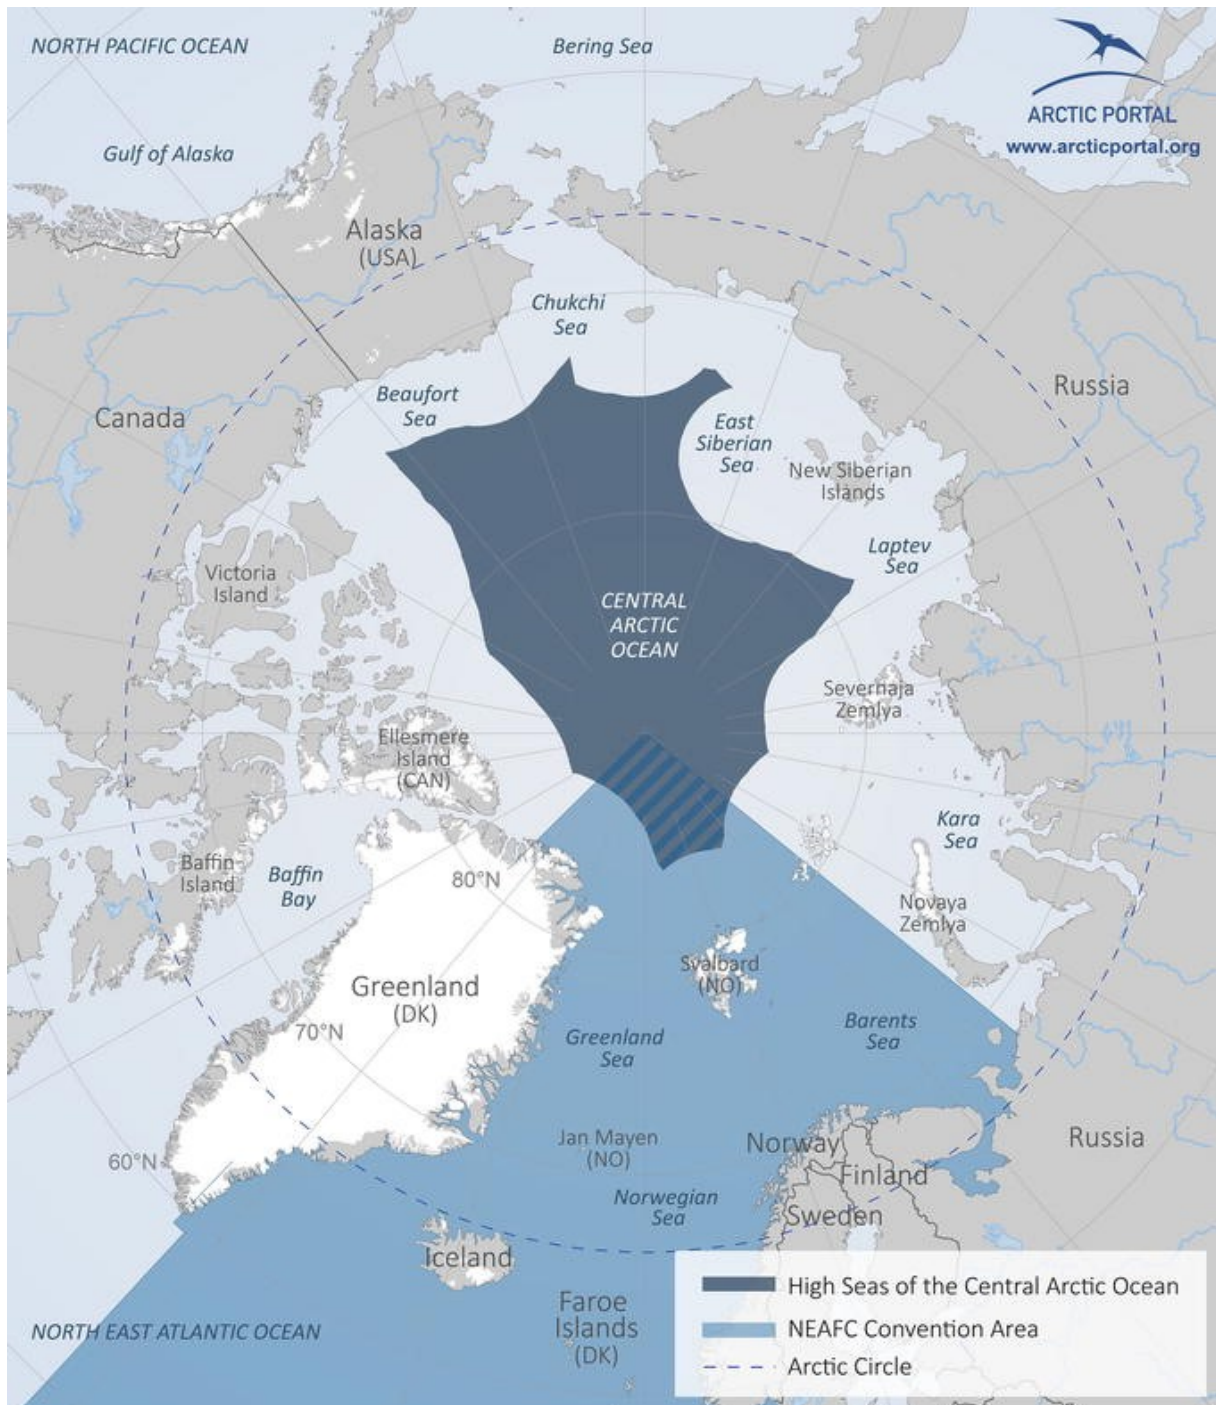 NORTH PACIFIC OCEAN
Bering Sea
ARCTIC PORTAL
www.arcticportal.org
Gulf of Alaska
Alaska
(USA)
Chukchi
Sea
Beaufort
Sea
Canada
Russia
East
Siberian
Sea
New Siberian
Islands
Laptev
Sea
Victoria
Island
CENTRAL
ARCTIC
OCEAN
Severnaja
Zemlya
Ellesmere
Island
(CAN)
Kara
Sea
Baffin
Island
Baffin
Bay
80°N
Novaya
Zemlya
Svalbard
(NO)
Greenland
(DK)
70°N
Greenland
Sea
Barents
Sea
Jan Mayen
(NO)
Norway
Russia
60°N
Finland
Norwegian
Sea
Sweden
Iceland
Faroe
Islands
(DK)
NORTH EAST ATLANTIC OCEAN
High Seas of the Central Arctic Ocean
NEAFC Convention Area
Arctic Circle